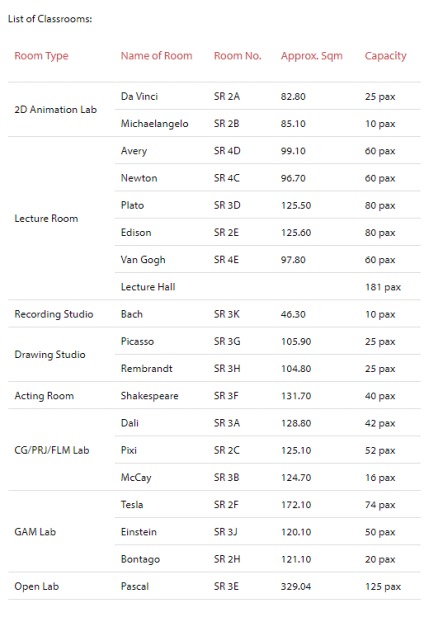 List of Classrooms:
Room Type Name of Room Room No. Approx. Sqm Capacity
2D Animation Lab Da Vinci SR 2A 82.80 25 pax
Michaelangelo SR 2B 85.10 10 pax
Lecture Room Avery SR 4D 99.10 60 pax
Newton SR 4C 96.70 60 pax
Plato SR 3D 125.50 80 pax
Edison SR 2E 125.60 80 pax
Van Gogh SR 4E 97.80 60 pax
Lecture Hall 181 pax
Recording Studio Bach SR 3K 46.30 10 pax
Drawing Studio Picasso SR 3G 105.90 25 pax
Rembrandt SR 3H 104.80 25 pax
Acting Room Shakespeare SR 3F 131.70 40 pax
CG/PRJ/FLM Lab Dali SR 3A 128.80 42 pax
Pixi SR 2C 125.10 52 pax
McCay SR 3B 124.70 16 pax
GAM Lab Tesla SR 2F 172.10 74 pax
Einstein SR 3J 120.10 50 pax
Bontago SR 2H 121.10 20 pax
Open Lab Pascal SR 3E 329.04 125 pax